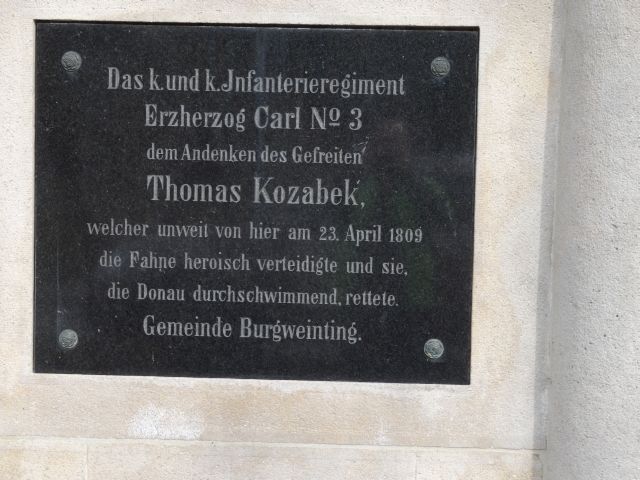 Das k. und k. Jnfanterieregiment
Erzherzog Carl No 3
dem Andenken des Gefreiten
Thomas Kozabek,
welcher unweit von hier am 23. April 1809
die Fahne heroisch verteidigte und sie,
die Donau durchschwimmend, rettete.
Gemeinde Burgweinting.